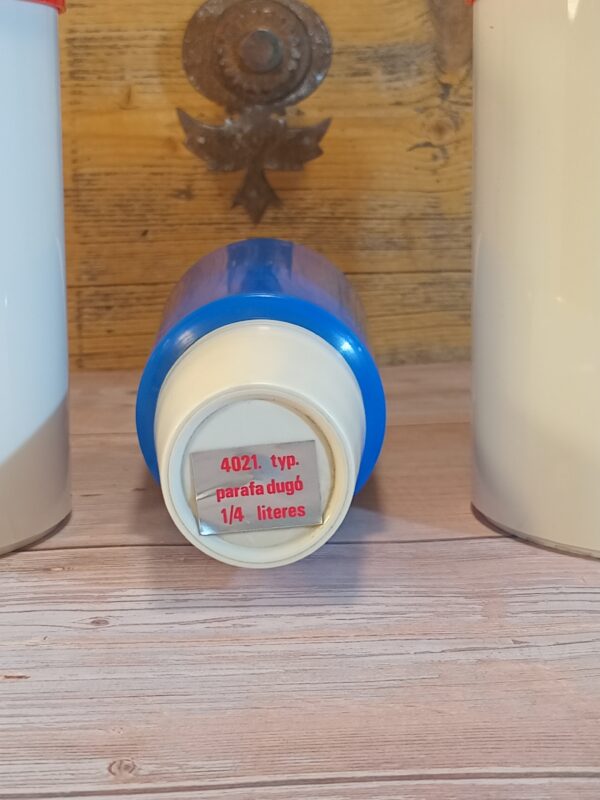 4021. typ.
parafa dugó
1/4 literes